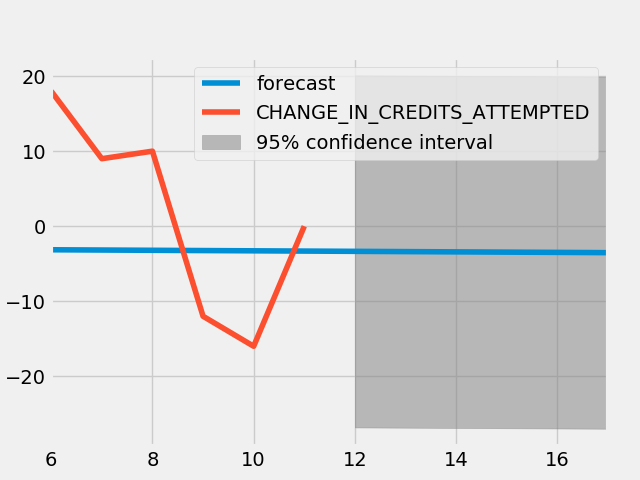 forecast
CHANGE_IN_CREDITS_ATTEMPTED
95% confidence interval
20
10
0
−10
−20
6 8 10 12 14 16